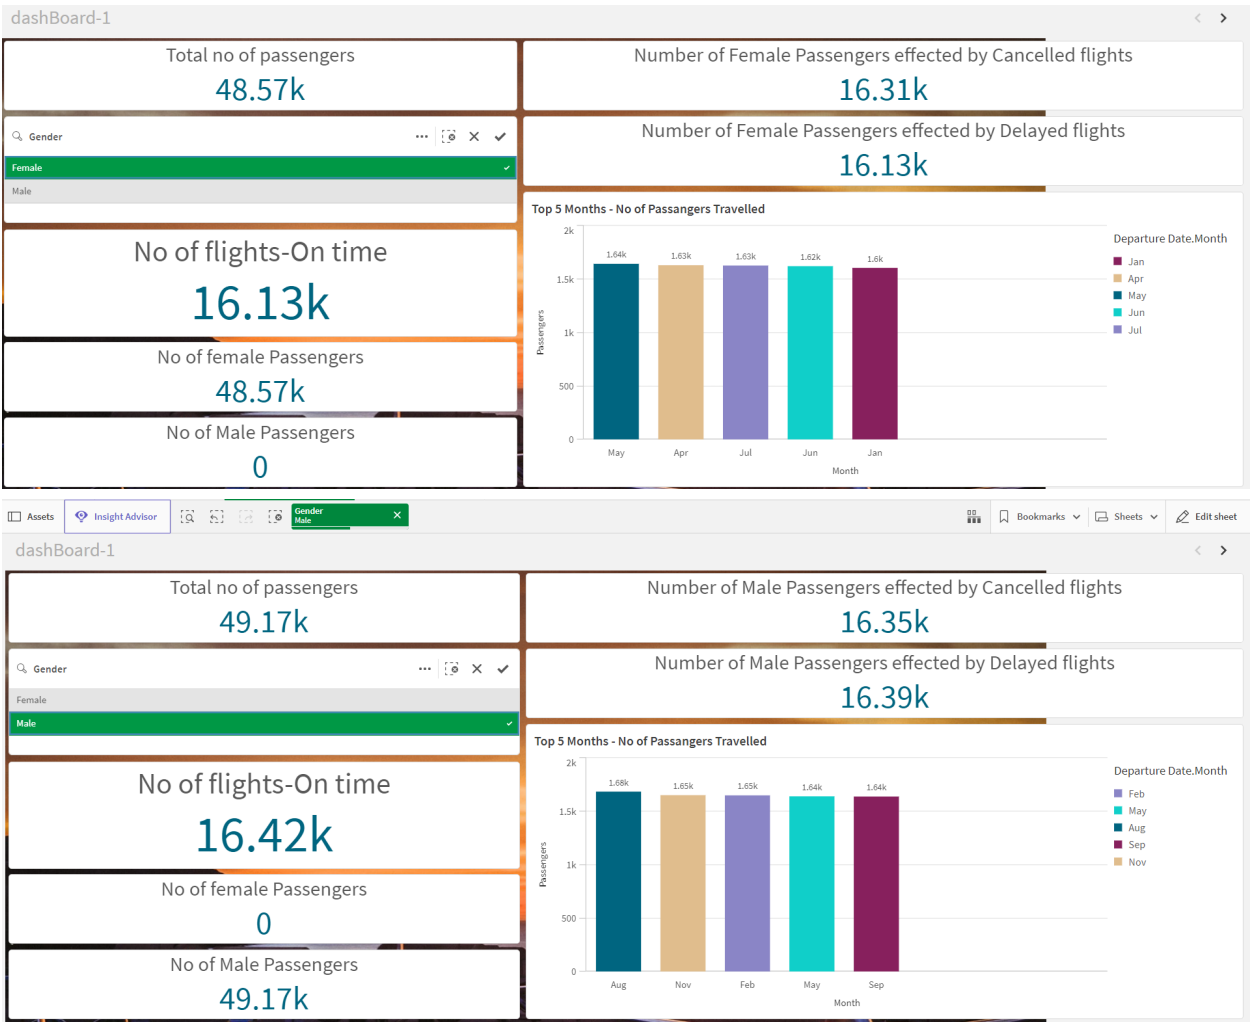 dashBoard-1
Total no of passengers
48.57k
Number of Female Passengers effected by Cancelled flights
16.31k
Gender
Female
Male
Number of Female Passengers effected by Delayed flights
16.13k
No of flights-On time
16.13k
No of female Passengers
48.57k
No of Male Passengers
0
Top 5 Months - No of Passangers Travelled
2k
1.5k
1k
500
0
Passengers
1.64k
1.63k
1.63k
1.62k
1.6k
May
Apr
Jul
Jun
Jan
Month
Departure Date.Month
Jan
Apr
May
Jun
Jul
Assets
Insight Advisor
Gender
Male
Bookmarks
Sheets
Edit sheet
dashBoard-1
Total no of passengers
49.17k
Number of Male Passengers effected by Cancelled flights
16.35k
Gender
Female
Male
Number of Male Passengers effected by Delayed flights
16.39k
No of flights-On time
16.42k
No of female Passengers
0
No of Male Passengers
49.17k
Top 5 Months - No of Passangers Travelled
2k
1.5k
1k
500
0
Passengers
1.68k
1.65k
1.65k
1.64k
1.64k
Aug
Nov
Feb
May
Sep
Month
Departure Date.Month
Feb
May
Aug
Sep
Nov